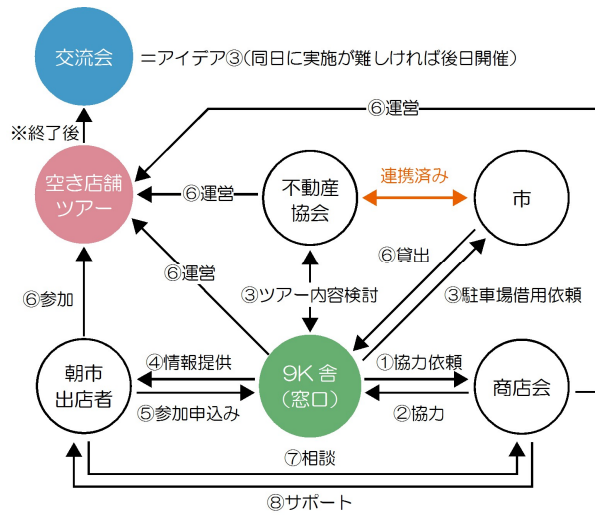 交流会
＝アイデア③(同日に実施が難しければ後日開催)
⑥運営
※終了後
空き店舗
ツアー
⑥運営
不動産
協会
連携済み
市
⑥運営
⑥貸出
⑥参加
③ツアー内容検討
③駐車場借用依頼
朝市
出店者
④情報提供
⑤参加申込み
9K舎
(窓口)
①協力依頼
②協力
商店会
⑦相談
⑧サポート